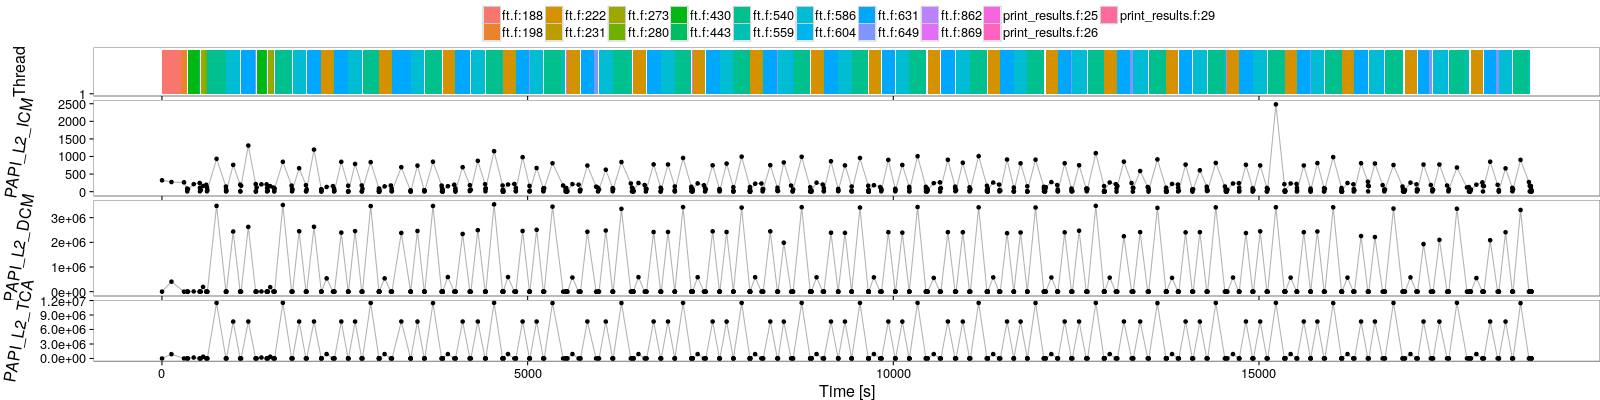 ft.f:188 ft.f:222 ft.f:273 ft.f:430 ft.f:540 ft.f:586 ft.f:631 ft.f:862 print_results.f:25 print_results.f:29
ft.f:198 ft.f:231 ft.f:280 ft.f:443 ft.f:559 ft.f:604 ft.f:649 ft.f:869 print_results.f:26
Thread
1
PAPI_L2_ICM
2500
2000
1500
1000
500
0
PAPI_L2_DCM
3e+06
2e+06
1e+06
0e+00
PAPI_L2_TCA
1.2e+07
9.0e+06
6.0e+06
3.0e+06
0.0e+00
0 5000 10000 15000
Time [s]